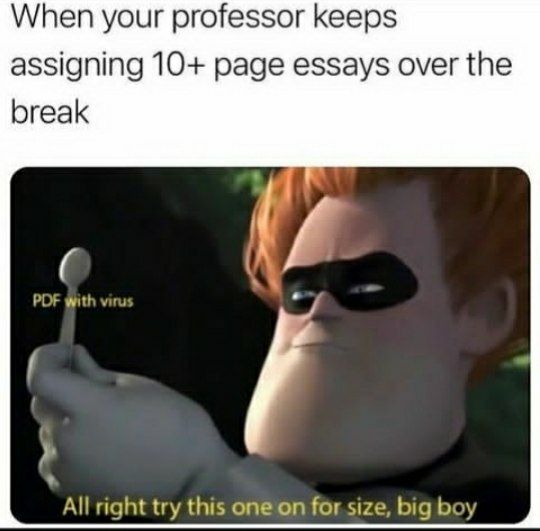 When your professor keeps
assigning 10+ page essays over the
break
PDF with virus
All right try this one on for size, big boy